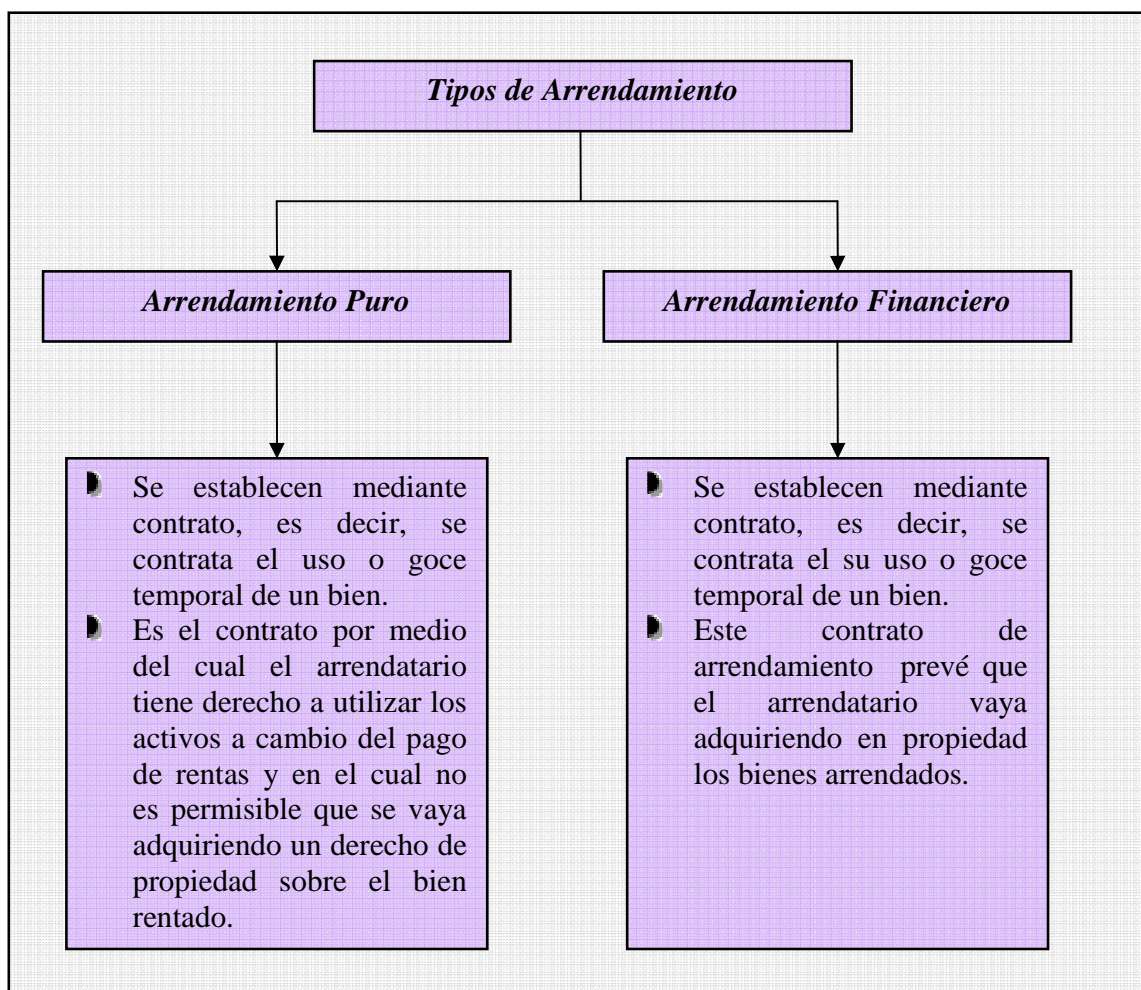 Tipos de Arrendamiento
Arrendamiento Puro
Arrendamiento Financiero
Se establecen mediante
contrato, es decir, se
contrata el uso o goce
temporal de un bien.
Es el contrato por medio
del cual el arrendatario
tiene derecho a utilizar los
activos a cambio del pago
de rentas y en el cual no
es permisible que se vaya
adquiriendo un derecho de
propiedad sobre el bien
rentado.
Se establecen mediante
contrato, es decir, se
contrata el su uso o goce
temporal de un bien.
Este contrato de
arrendamiento prevé que
el arrendatario vaya
adquiriendo en propiedad
los bienes arrendados.